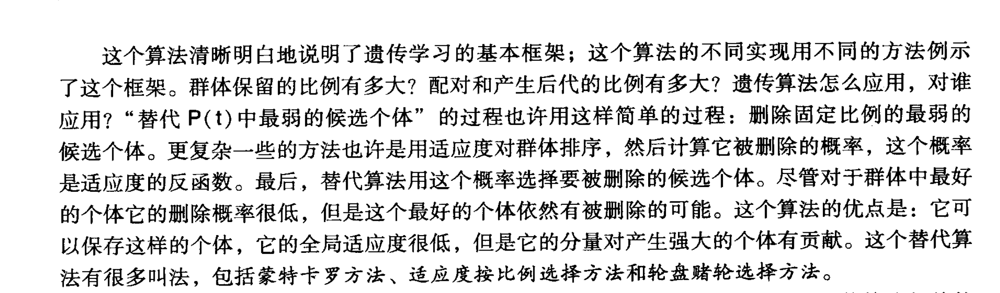 这个算法清晰明白地说明了遗传学习的基本框架；这个算法的不同实现用不同的方法例示
了这个框架。群体保留的比例有多大？配对和产生后代的比例有多大？遗传算法怎么应用，对谁
应用？“替代 P(t)中最弱的候选个体”的过程也许用这样简单的过程：删除固定比例的最弱的
候选个体。更复杂一些的方法也许是用适应度对群体排序，然后计算它被删除的概率，这个概率
是适应度的反函数。最后，替代算法用这个概率选择要被删除的候选个体。尽管对于群体中最好
的个体它的删除概率很低，但是这个最好的个体依然有被删除的可能。这个算法的优点是：它可
以保存这样的个体，它的全局适应度很低，但是它的分量对产生强大的个体有贡献。这个替代算
法有很多叫法，包括蒙特卡罗方法、适应度按比例选择方法和轮盘赌轮选择方法。